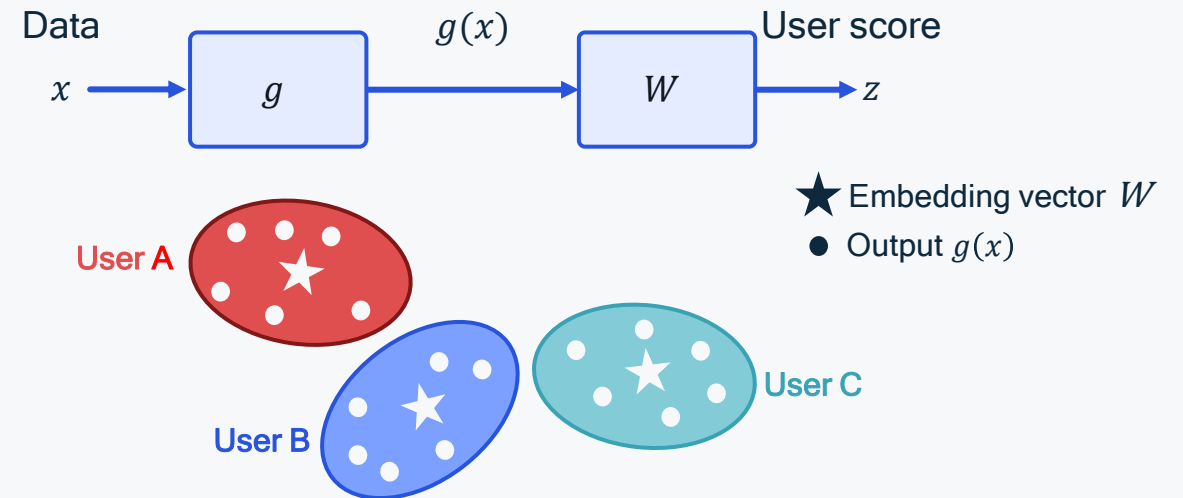 Data
g(x)
User score
x
g
W
z
Embedding vector W
Output g(x)
User A
User B
User C